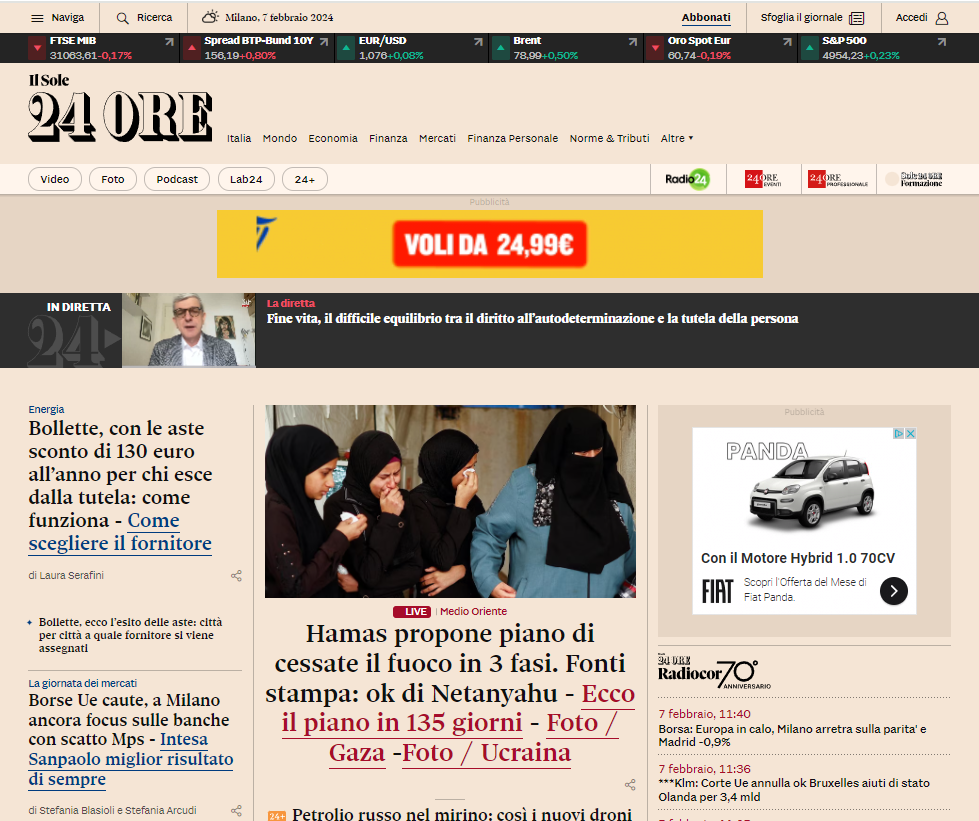 Naviga
Ricerca
Milano, 7 febbraio 2024
Abbonati
Sfoglia il giornale
Accedi
FTSE MIB
31063,61-0,17%
Spread BTP-Bund 10Y
156,19+0,80%
EUR/USD
1,076+0,08%
Brent
78,99+0,50%
Oro Spot Eur
60,74-0,19%
S&P 500
4954,23+0,23%
Il Sole
24 ORE
Italia Mondo Economia Finanza Mercati Finanza Personale Norme & Tributi Altre
Video Foto Podcast Lab24 24+
Radio24
24ORE
EVENTI
24ORE
PROFESSIONALE
Sole 24 ORE
Formazione
Pubblicità
VOLI DA 24,99€
IN DIRETTA
24
La diretta
Fine vita, il difficile equilibrio tra il diritto all'autodeterminazione e la tutela della persona
Energia
Bollette, con le aste
sconto di 130 euro
all’anno per chi esce
dalla tutela: come
funziona - Come
scegliere il fornitore
di Laura Serafini
Bollette, ecco l’esito delle aste: città
per città a quale fornitore si viene
assegnati
La giornata dei mercati
Borse Ue caute, a Milano
ancora focus sulle banche
con scatto Mps - Intesa
Sanpaolo miglior risultato
di sempre
di Stefania Blasioli e Stefania Arcudi
LIVE | Medio Oriente
Hamas propone piano di
cessate il fuoco in 3 fasi. Fonti
stampa: ok di Netanyahu - Ecco
il piano in 135 giorni - Foto /
Gaza -Foto / Ucraina
24+ Petrolio russo nel mirino: così i nuovi droni
Pubblicità
PANDA
Con il Motore Hybrid 1.0 70CV
FIAT
Scopri l'Offerta del Mese di
Fiat Panda.
24 ORE
Radiocor 70°
ANNIVERSARIO
7 febbraio, 11:40
Borsa: Europa in calo, Milano arretra sulla parita' e
Madrid -0,9%
7 febbraio, 11:36
***Klm: Corte Ue annulla ok Bruxelles aiuti di stato
Olanda per 3,4 mld